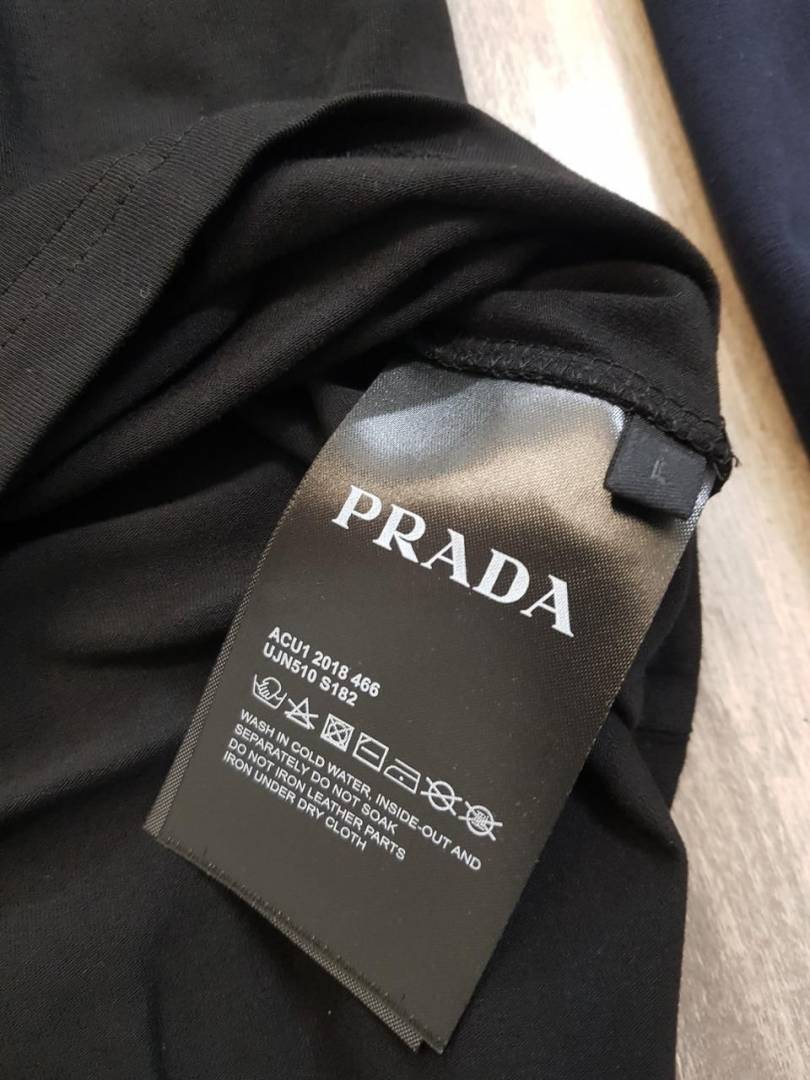 L
PRADA
ACU1 2018 466
UJN510 S182
WASH IN COLD WATER, INSIDE-OUT AND
SEPARATELY DO NOT SOAK
DO NOT IRON LEATHER PARTS
IRON UNDER DRY CLOTH